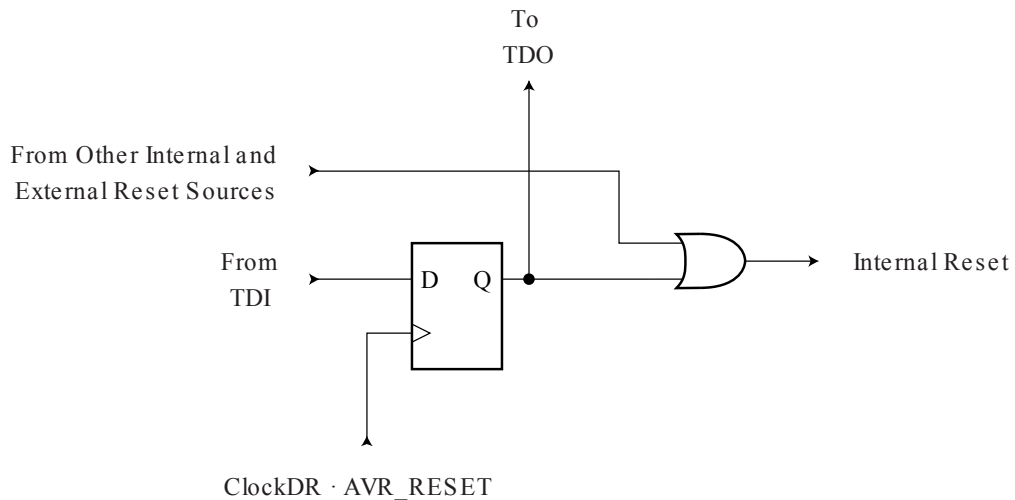 To
TDO
From Other Internal and
External Reset Sources
From
TDI
D Q
Internal Reset
ClockDR · AVR_RESET